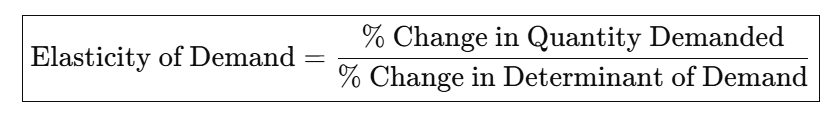 Elasticity of Demand = % Change in Quantity Demanded / % Change in Determinant of Demand